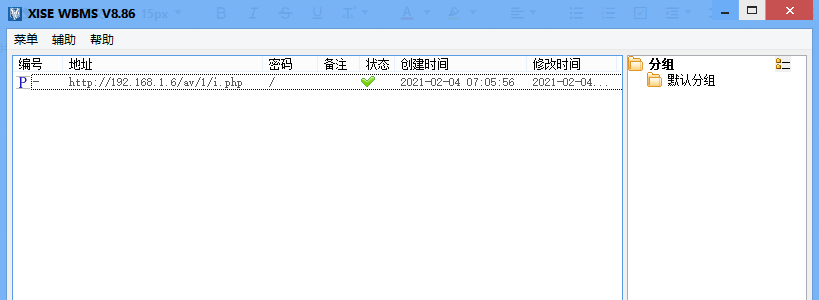 XISE WBMS V8.86
15px
菜单 辅助 帮助
编号 地址 密码 备注 状态 创建时间 修改时间
P - http://192.168.1.6/av/1/i.php / 2021-02-04 07:05:56 2021-02-04...
分组
默认分组